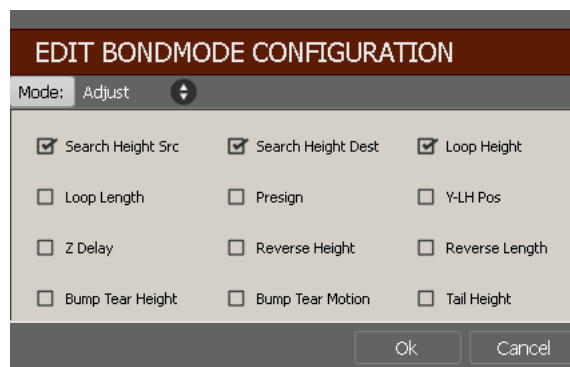 EDIT BONDMODE CONFIGURATION
Mode: Adjust
Search Height Src Search Height Dest Loop Height
Loop Length Presign Y-LH Pos
Z Delay Reverse Height Reverse Length
Bump Tear Height Bump Tear Motion Tail Height
Ok Cancel